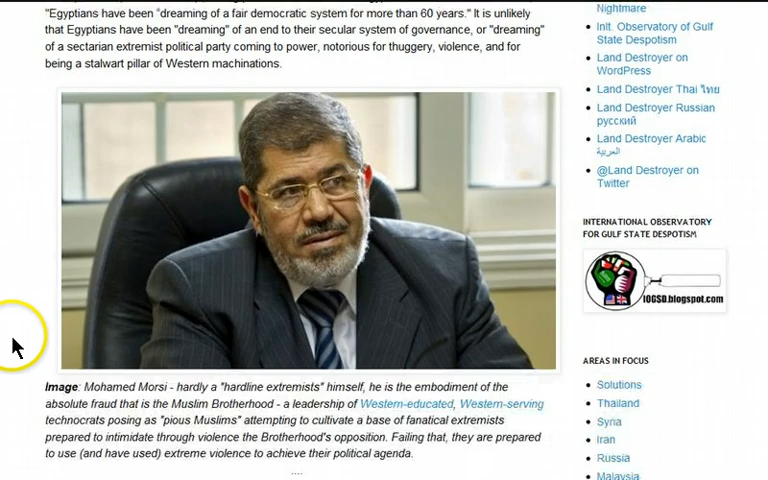 "Egyptians have been “dreaming of a fair democratic system for more than 60 years." It is unlikely
that Egyptians have been "dreaming" of an end to their secular system of governance, or "dreaming"
of a sectarian extremist political party coming to power, notorious for thuggery, violence, and for
being a stalwart pillar of Western machinations.
Image: Mohamed Morsi - hardly a "hardline extremists" himself, he is the embodiment of the
absolute fraud that is the Muslim Brotherhood - a leadership of Western-educated, Western-serving
technocrats posing as "pious Muslims" attempting to cultivate a base of fanatical extremists
prepared to intimidate through violence the Brotherhood's opposition. Failing that, they are prepared
to use (and have used) extreme violence to achieve their political agenda.
....
Nightmare
Intl. Observatory of Gulf
State Despotism
Land Destroyer on
WordPress
Land Destroyer Thai ไทย
Land Destroyer Russian
русский
Land Destroyer Arabic
العربية
@Land Destroyer on
Twitter
INTERNATIONAL OBSERVATORY
FOR GULF STATE DESPOTISM
IOGSD.blogspot.com
AREAS IN FOCUS
Solutions
Thailand
Syria
Iran
Russia
Malaysia